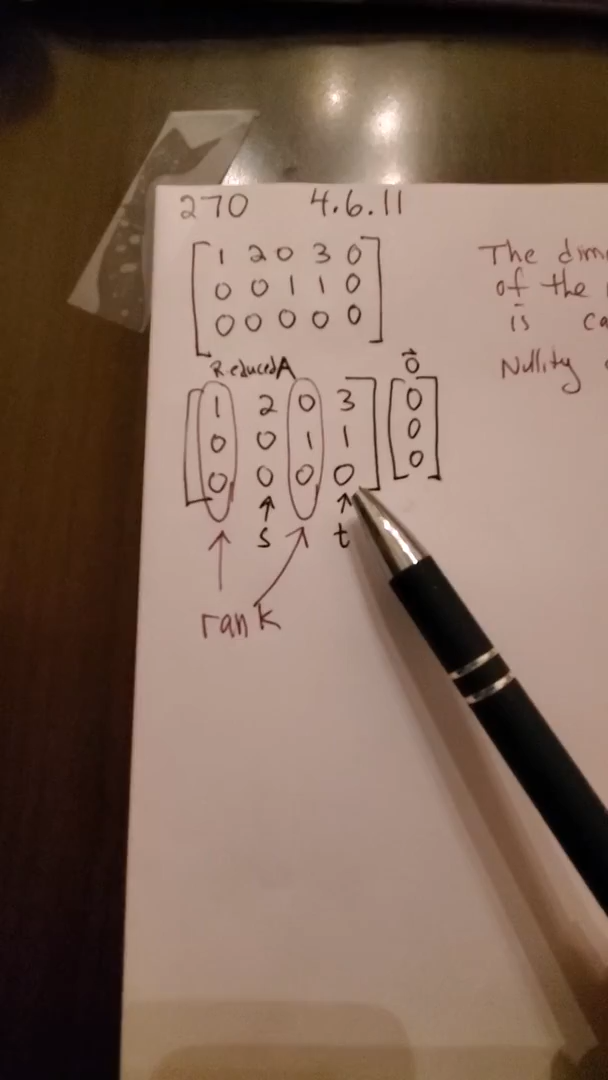 270 4.6.11
1 2 0 3 0
0 0 1 1 0
0 0 0 0 0
The
of the
is
Nullity
Reduced A 0
1 2 0 3 0
0 0 1 1 0
0 0 0 0 0
s t
rank